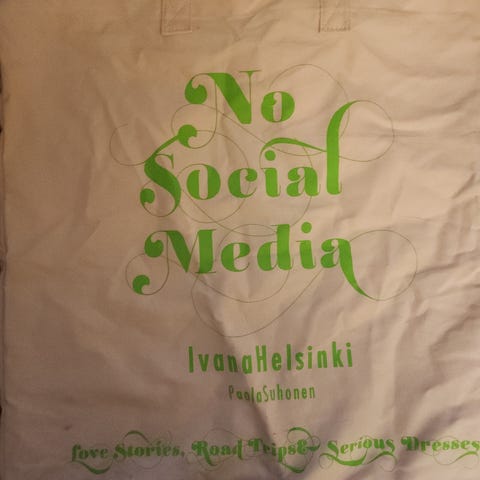 No
Social
Media
IvanaHelsinki
PaolaSuhonen
Love Stories, Road Trips& Serious Dresses